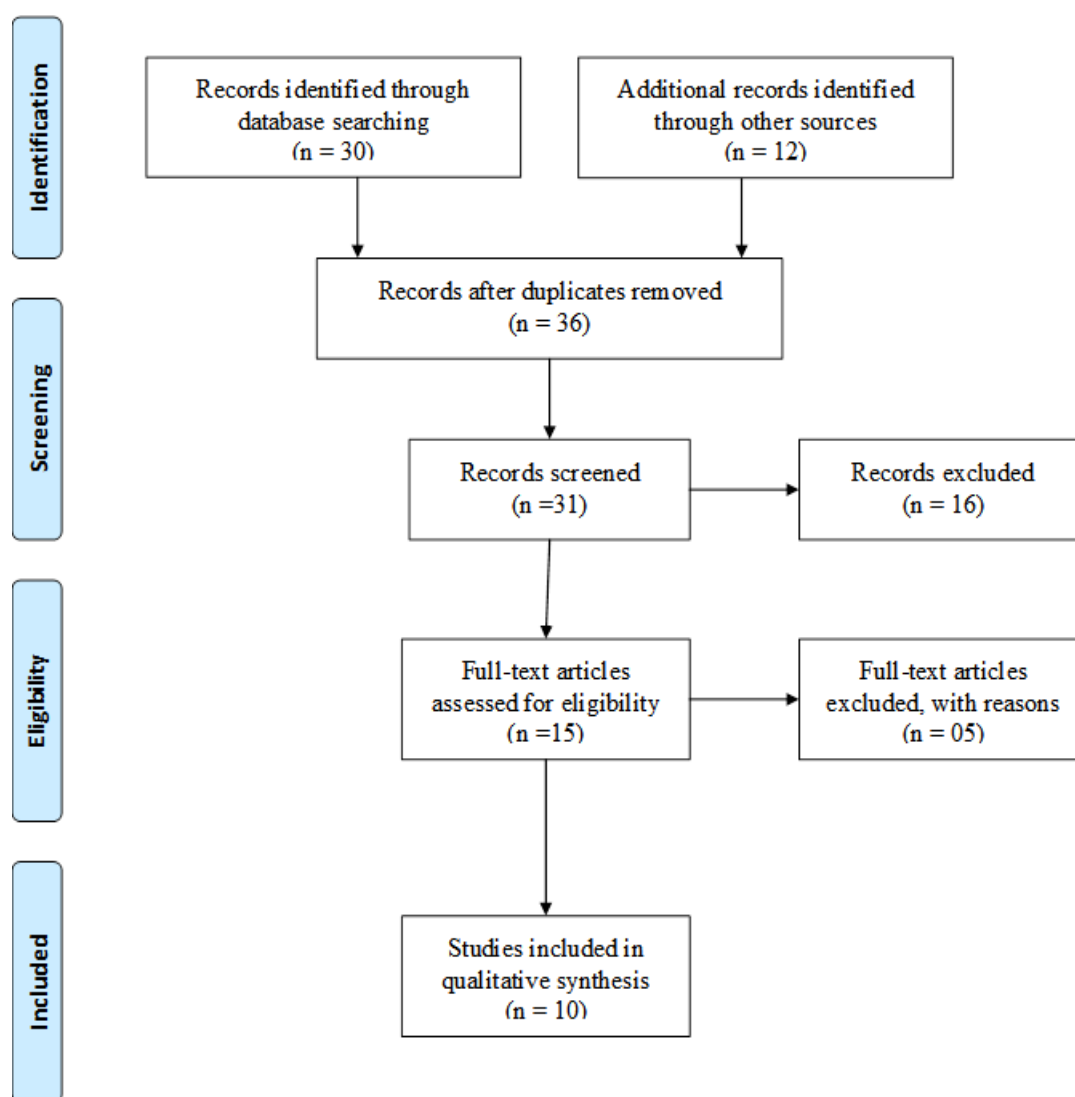 Identification
Records identified through
database searching
(n = 30)
Additional records identified
through other sources
(n = 12)
Records after duplicates removed
(n = 36)
Screening
Records screened
(n =31)
Records excluded
(n = 16)
Eligibility
Full-text articles
assessed for eligibility
(n =15)
Full-text articles
excluded, with reasons
(n = 05)
Included
Studies included in
qualitative synthesis
(n = 10)